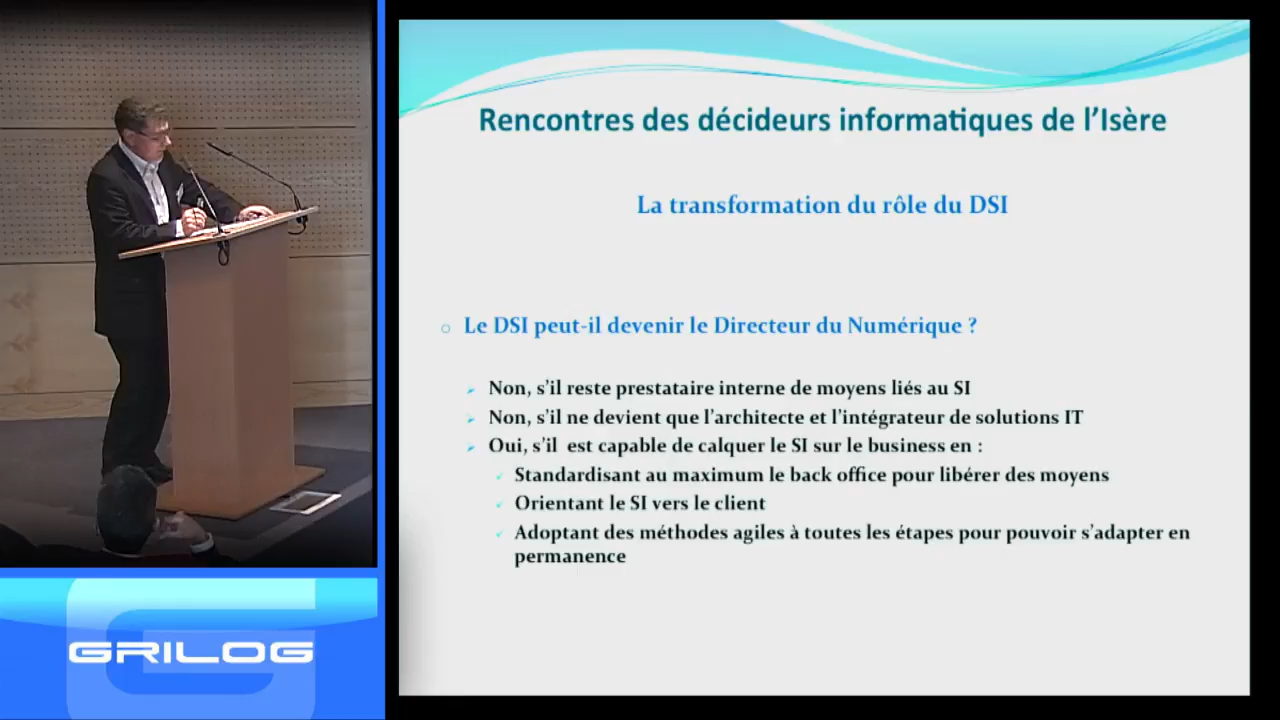 Rencontres des décideurs informatiques de l'Isère
La transformation du rôle du DSI
Le DSI peut-il devenir le Directeur du Numérique ?
Non, s'il reste prestataire interne de moyens liés au SI
Non, s'il ne devient que l'architecte et l'intégrateur de solutions IT
Oui, s'il est capable de calquer le SI sur le business en :
Standardisant au maximum le back office pour libérer des moyens
Orientant le SI vers le client
Adoptant des méthodes agiles à toutes les étapes pour pouvoir s'adapter en
permanence
GRILOG